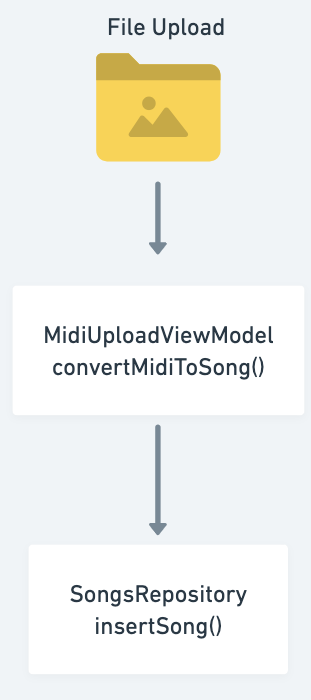 File Upload
MidiUploadViewModel
convertMidiToSong()
SongsRepository
insertSong()